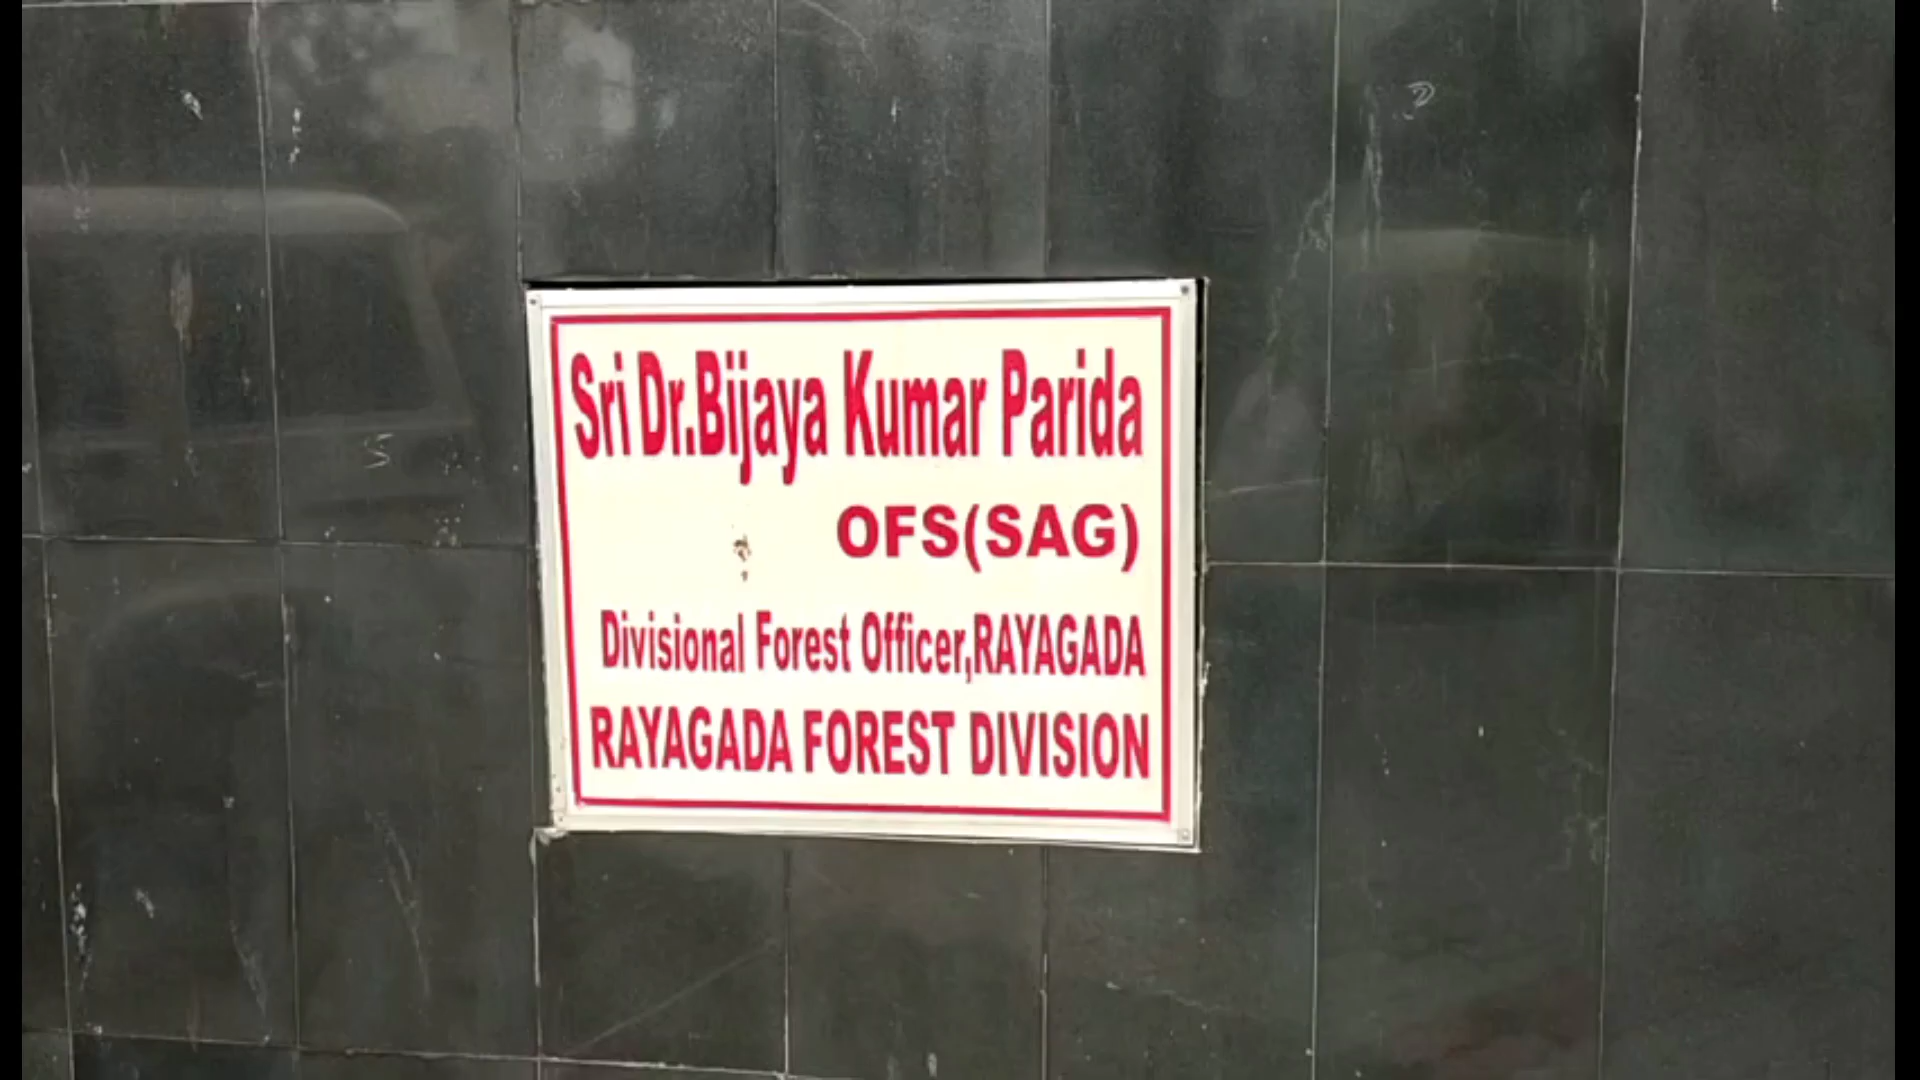 Sri Dr.Bijaya Kumar Parida
OFS(SAG)
Divisional Forest Officer,RAYAGADA
RAYAGADA FOREST DIVISION